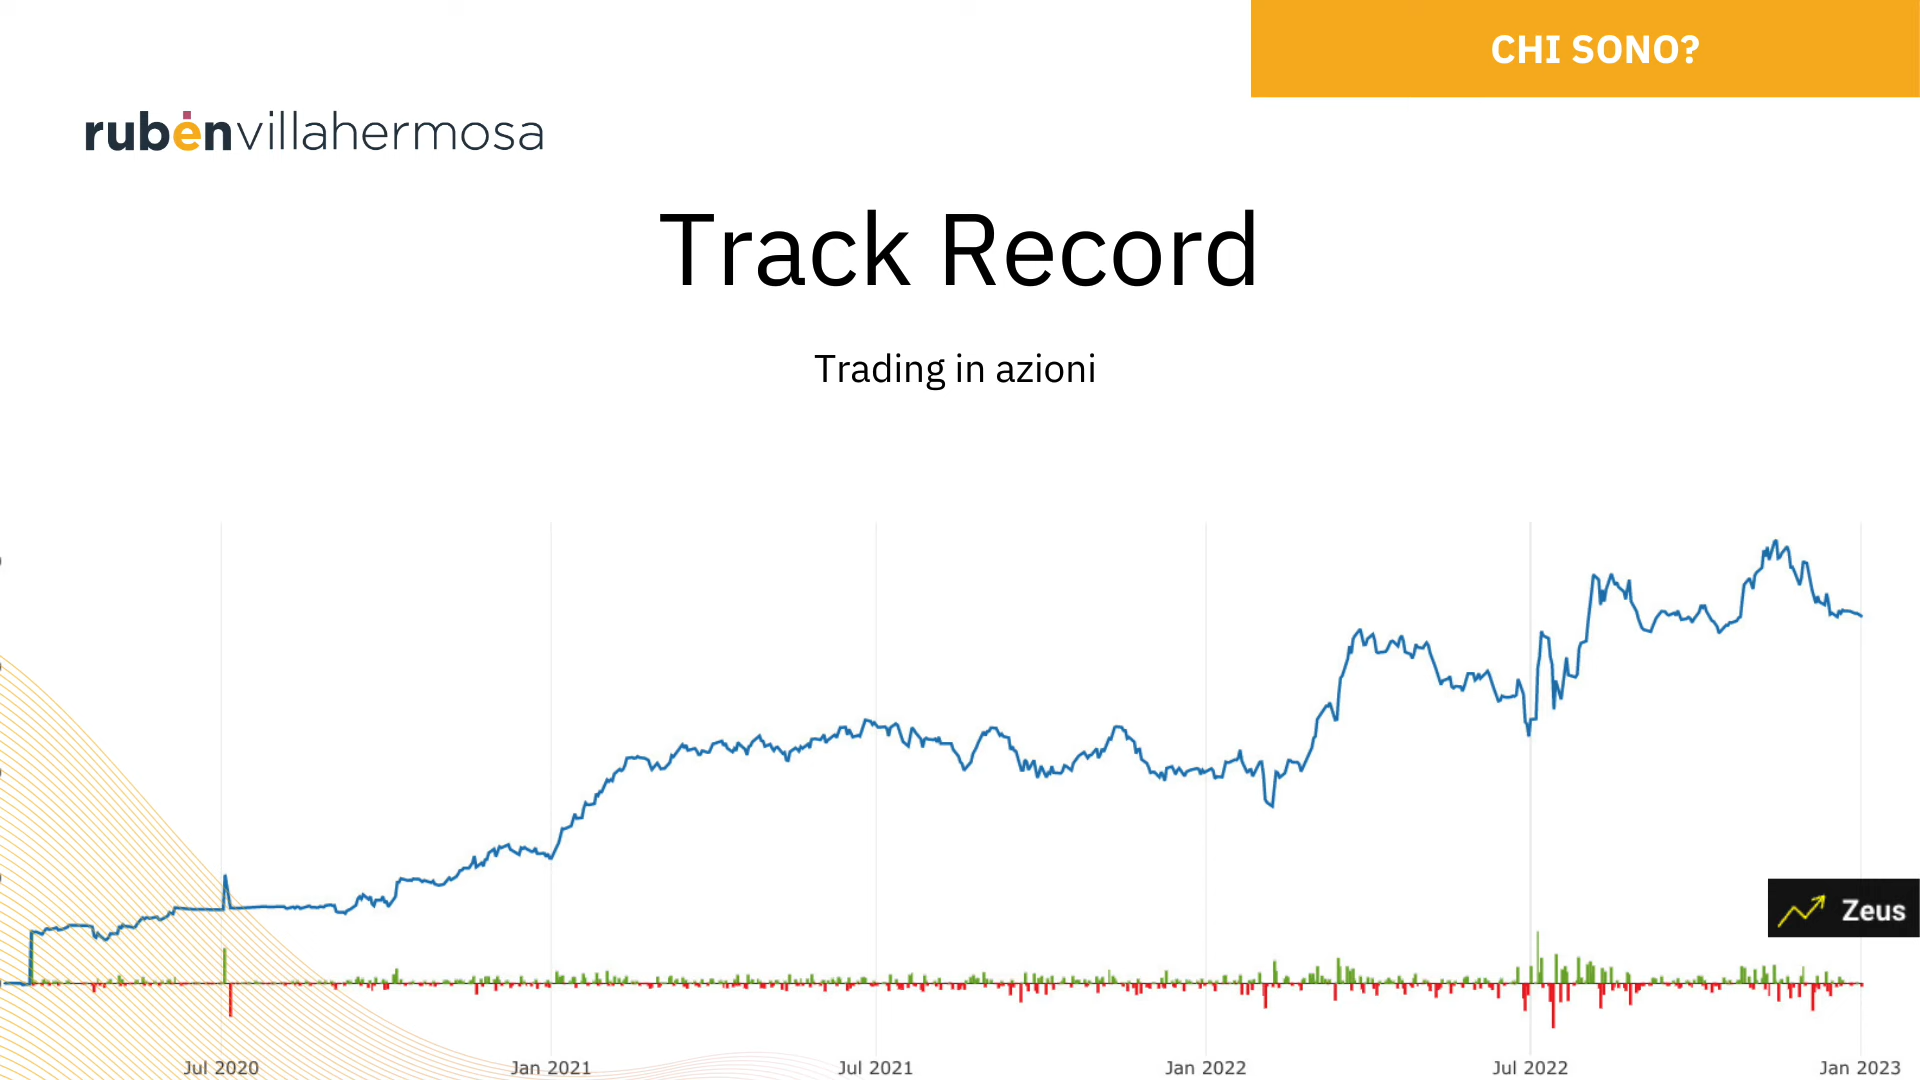 CHI SONO?
rubénvillahermosa
Track Record
Trading in azioni
Zeus
Jul 2020
Jan 2021
Jul 2021
Jan 2022
Jul 2022
Jan 2023